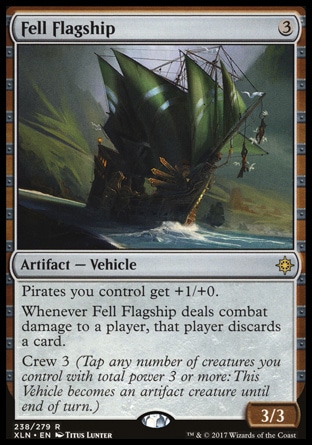 Fell Flagship 3
Artifact — Vehicle
Pirates you control get +1/+0.
Whenever Fell Flagship deals combat
damage to a player, that player discards
a card.
Crew 3 (Tap any number of creatures you
control with total power 3 or more: This
Vehicle becomes an artifact creature until
end of turn.)
3/3
238/279 R
XLN • EN Titus Lunter
™ & © 2017 Wizards of the Coast